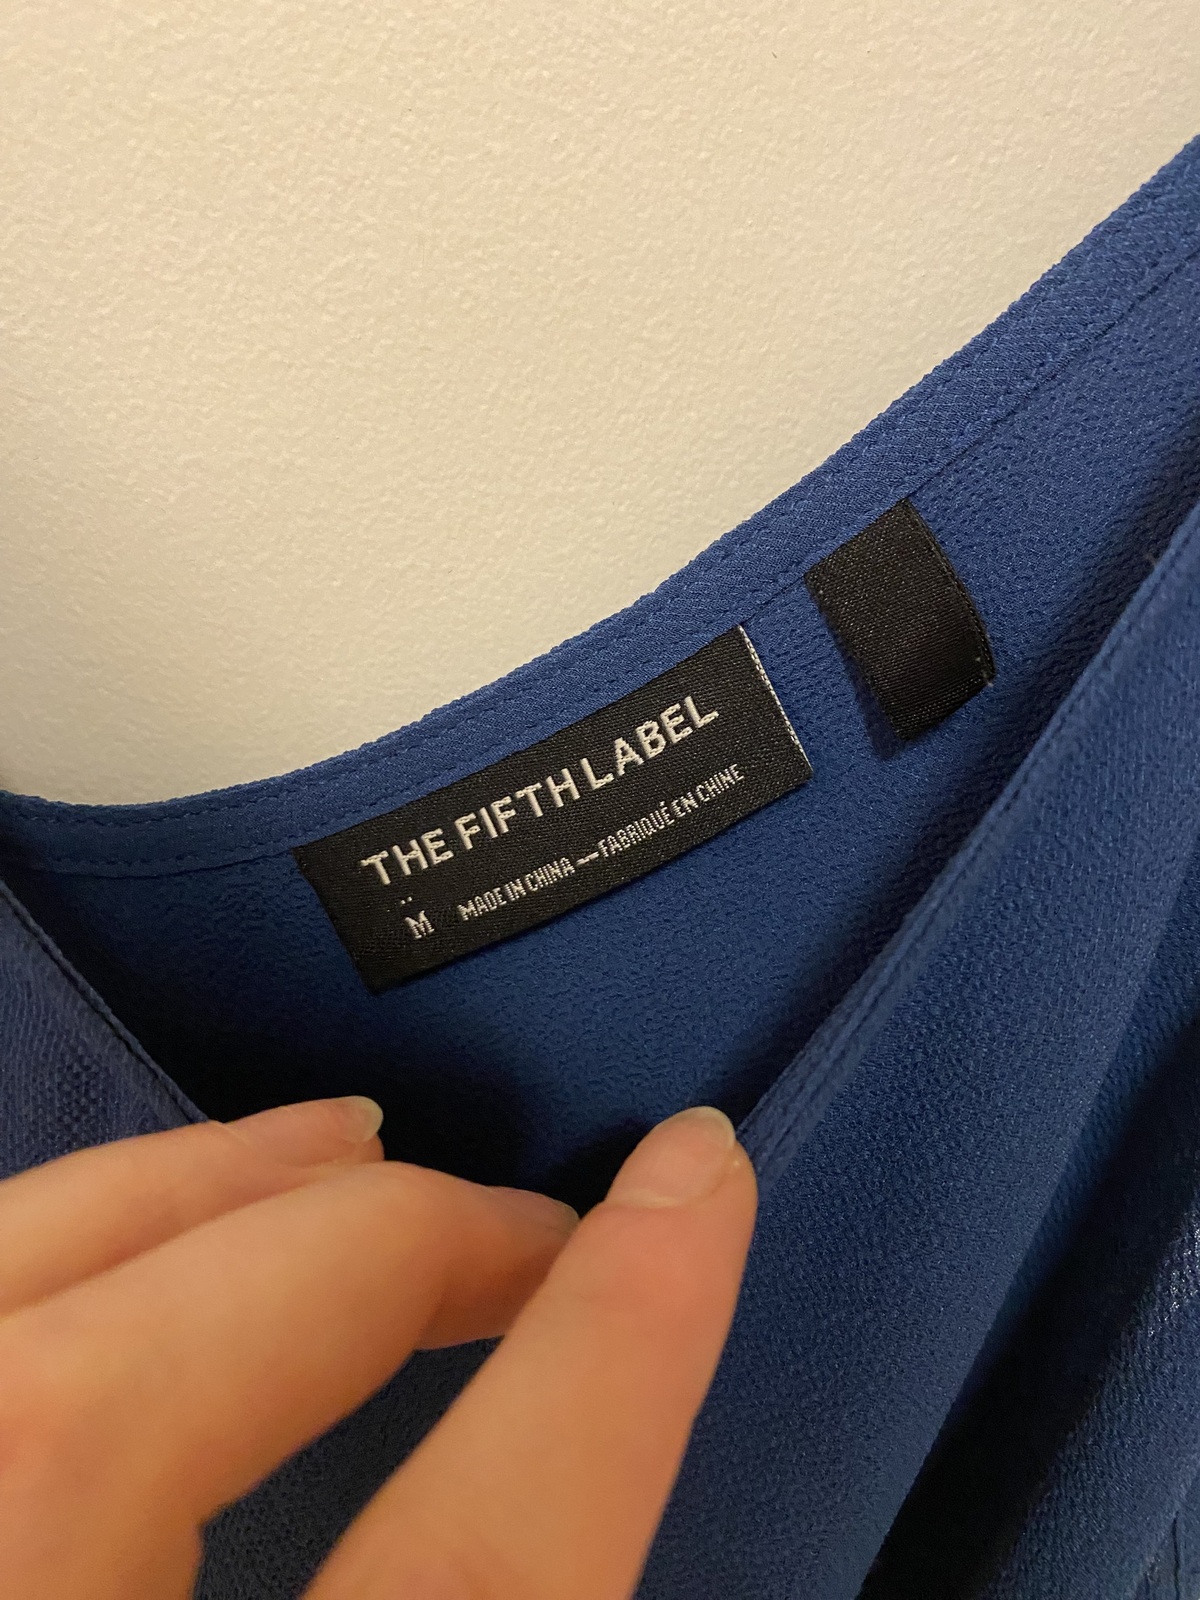 THE FIFTH LABEL
M MADE IN CHINA — FABRIQUÉ EN CHINE